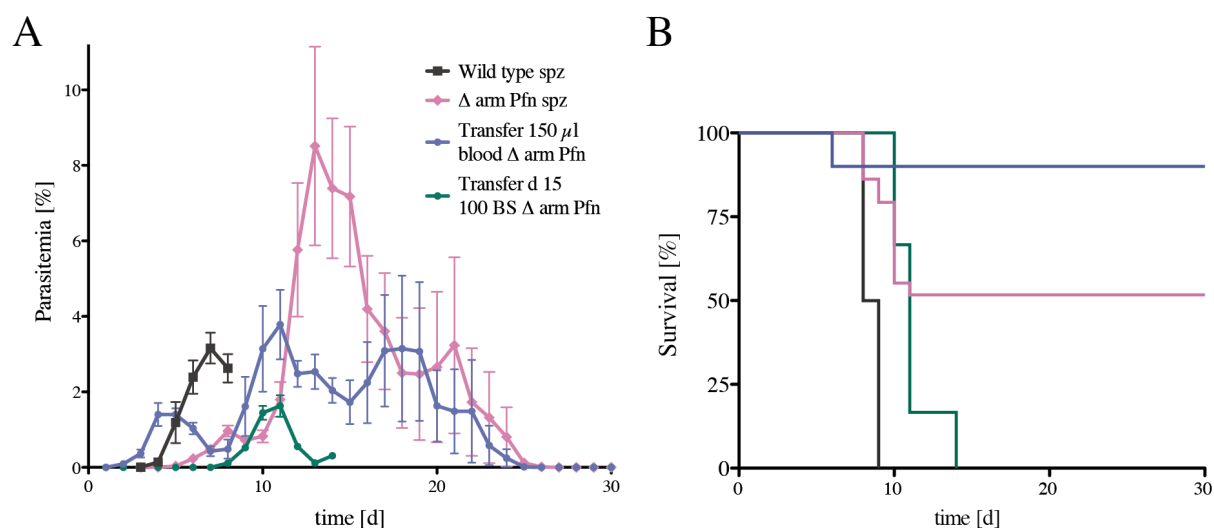 A
B
Parasitemia [%]
10
8
6
4
2
0
0
10
20
30
time [d]
Wild type spz
Δ arm Pfn spz
Transfer 150 µl
blood Δ arm Pfn
Transfer d 15
100 BS Δ arm Pfn
Survival [%]
100
75
50
25
0
0
10
20
30
time [d]